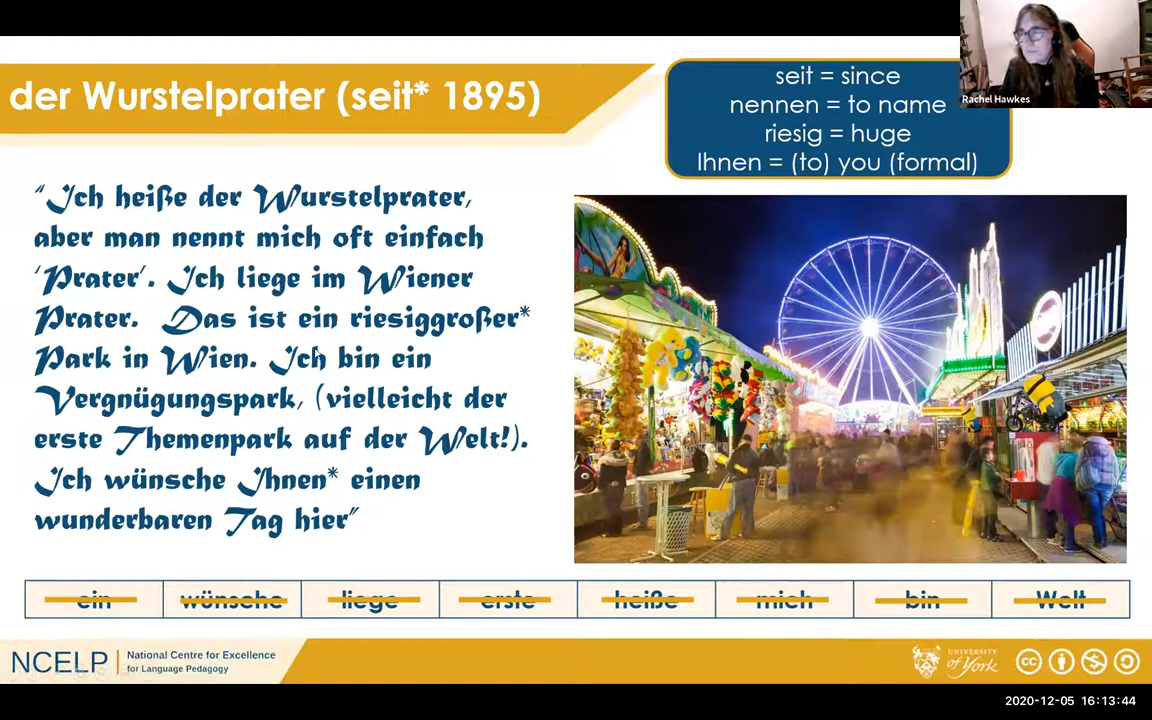 der Wurstelprater (seit* 1895)
seit = since
nennen = to name
riesig = huge
Ihnen = (to) you (formal)
Rachel Hawkes
“Ich heiße der Wurstelprater,
aber man nennt mich oft einfach
‘Prater’. Ich liege im Wiener
Prater. Das ist ein riesiggroßer*
Park in Wien. Ich bin ein
Vergnügungspark, (vielleicht der
erste Themenpark auf der Welt!).
Ich wünsche Ihnen* einen
wunderbaren Tag hier”
ein wünsche liege erste heiße mich bin Welt
NCELP
National Centre for Excellence
for Language Pedagogy
UNIVERSITY
of York
cc
2020-12-05 16:13:44